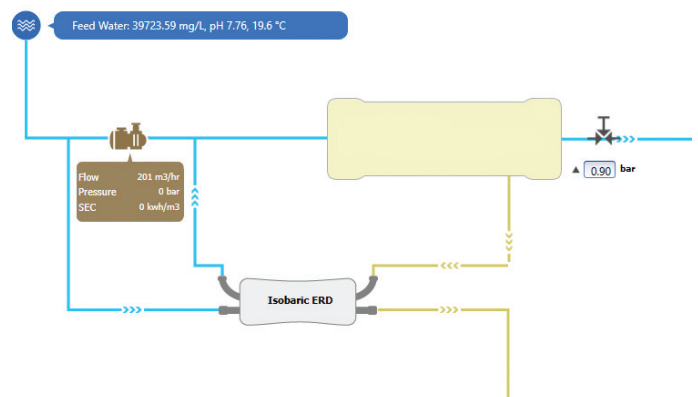 Feed Water: 39723.59 mg/L, pH 7.76, 19.6 °C
Flow 201 m3/hr
Pressure 0 bar
SEC 0 kwh/m3
▲ 0.90 bar
Isobaric ERD